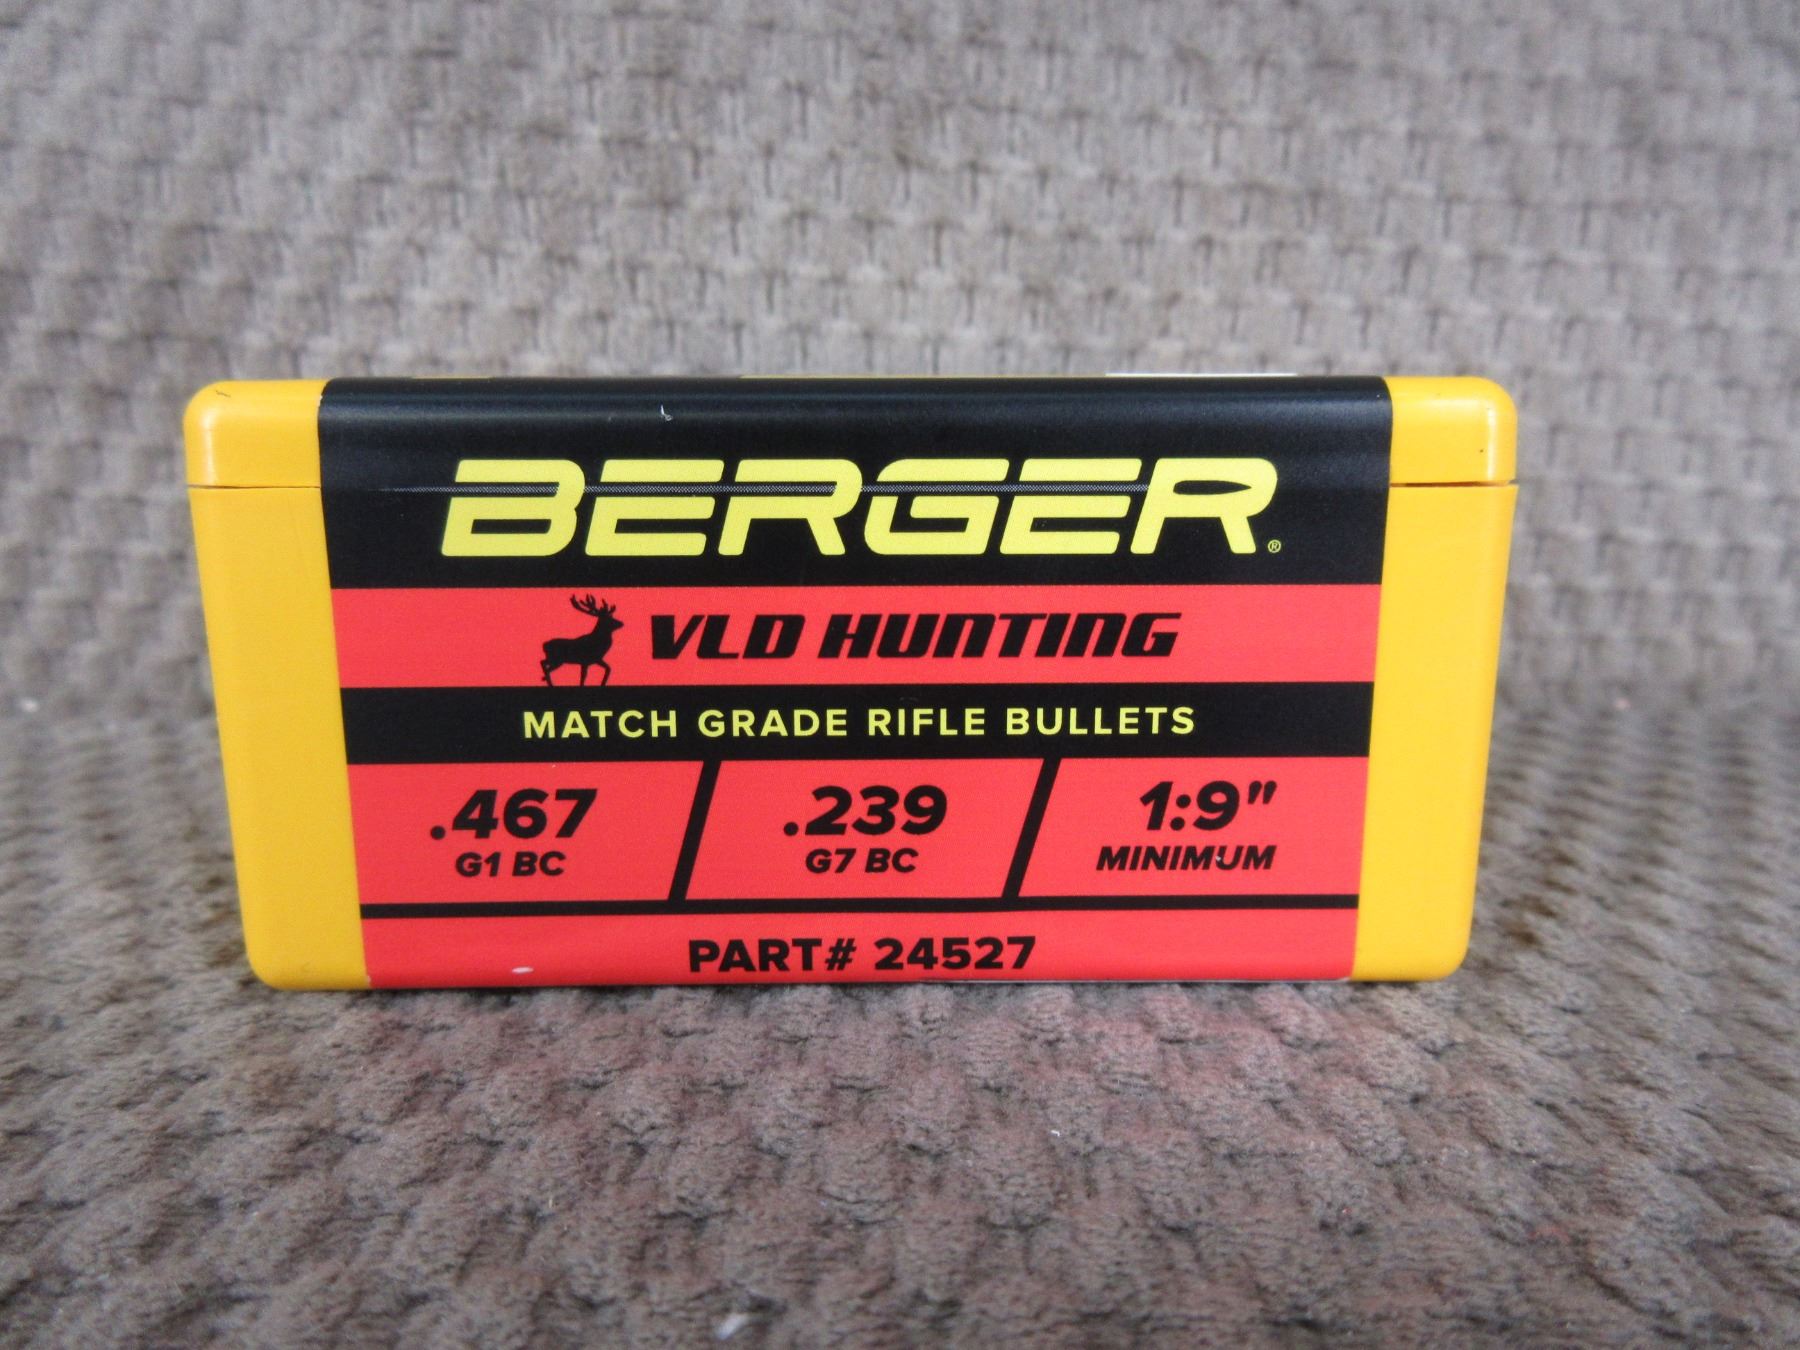 BERGER®
VLD HUNTING
MATCH GRADE RIFLE BULLETS
.467 .239 1:9"
G1 BC G7 BC MINIMUM
PART# 24527